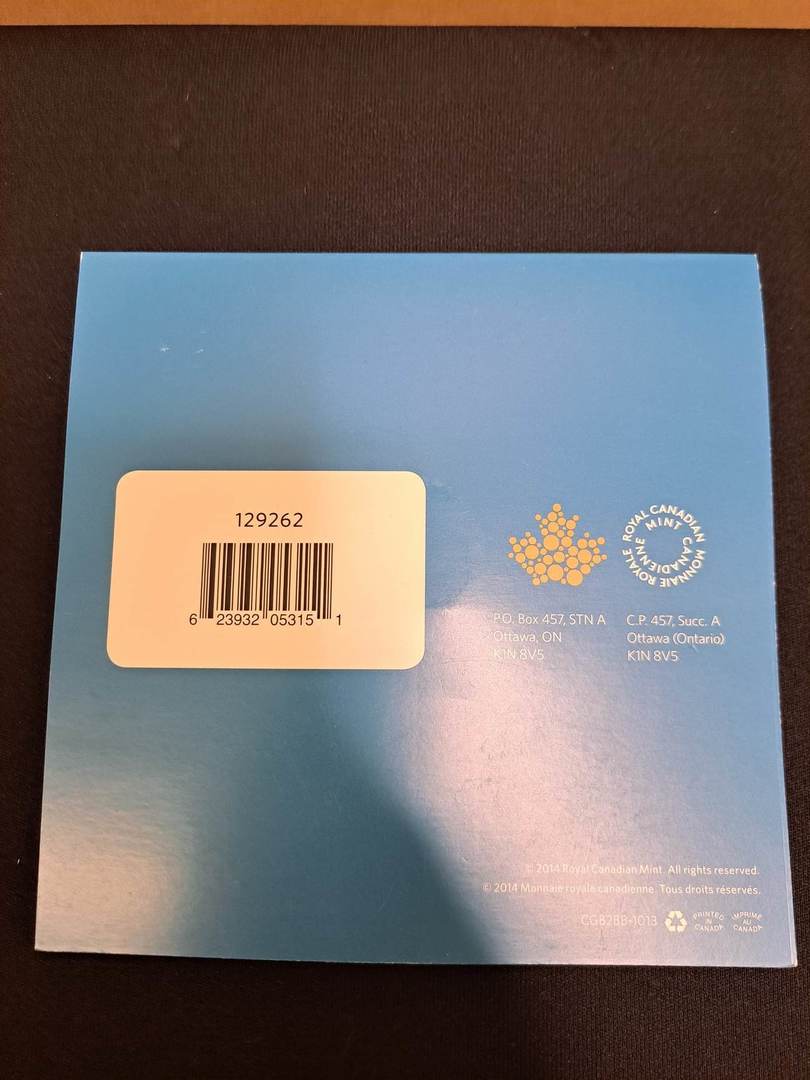 129262
6 23932 05315 1
ROYAL CANADIAN MINT
MONNAIE ROYALE CANADIENNE
P.O. Box 457, STN A
Ottawa, ON
K1N 8V5
C.P. 457, Succ. A
Ottawa (Ontario)
K1N 8V5
© 2014 Royal Canadian Mint. All rights reserved.
© 2014 Monnaie royale canadienne. Tous droits réservés.
CGB2BB-1013
PRINTED
IN
CANADA
IMPRIMÉ
AU
CANADA